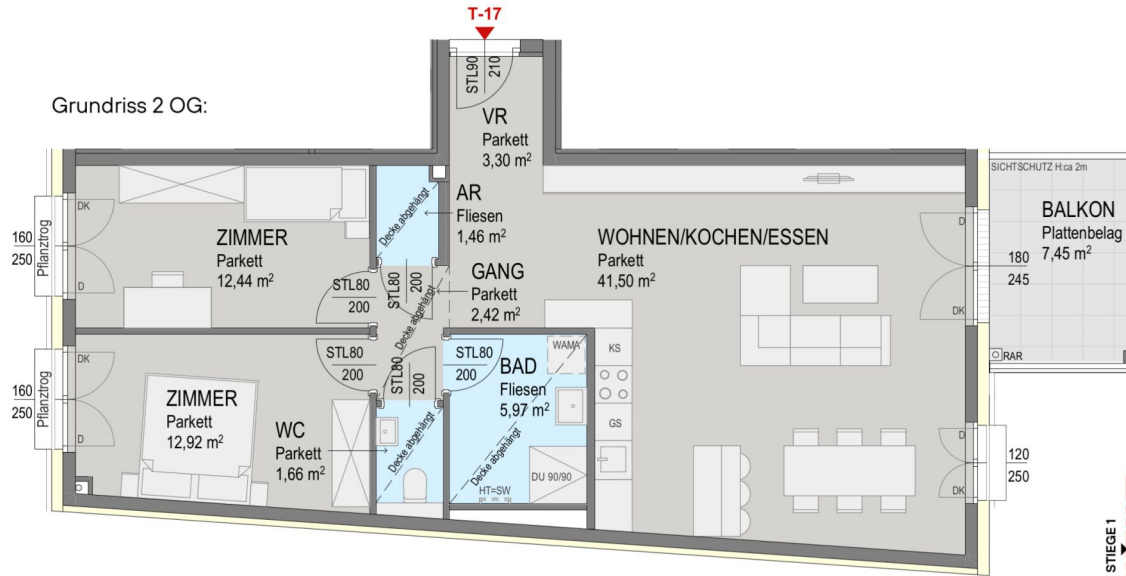 T-17
Grundriss 2 OG:
STL90
210
VR
Parkett
3,30 m²
SICHTSCHUTZ H:ca 2m
AR
Fliesen
1,46 m²
Decke abgehängt
DK
160
250
Pflanztrog
D
ZIMMER
Parkett
12,44 m²
WOHNEN/KOCHEN/ESSEN
Parkett
41,50 m²
D
180
245
DK
BALKON
Plattenbelag
7,45 m²
STL80
200
STL80
200
GANG
Parkett
2,42 m²
Decke abgehängt
STL80
200
STL80
200
STL80
200
WAMA
KS
RAR
DK
160
250
Pflanztrog
D
ZIMMER
Parkett
12,92 m²
BAD
Fliesen
5,97 m²
WC
Parkett
1,66 m²
Decke abgehängt
Decke abgehängt
GS
D
120
250
DK
HT=SW
DU 90/90
STIEGE 1